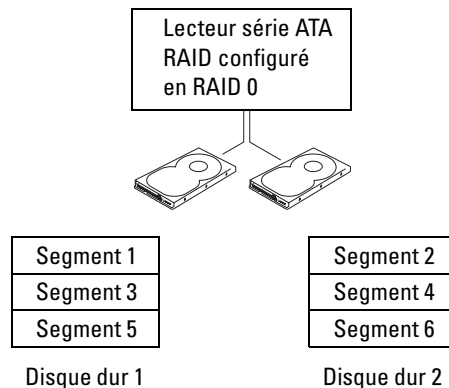 Lecteur série ATA
RAID configuré
en RAID 0
Segment 1
Segment 3
Segment 5
Disque dur 1
Segment 2
Segment 4
Segment 6
Disque dur 2